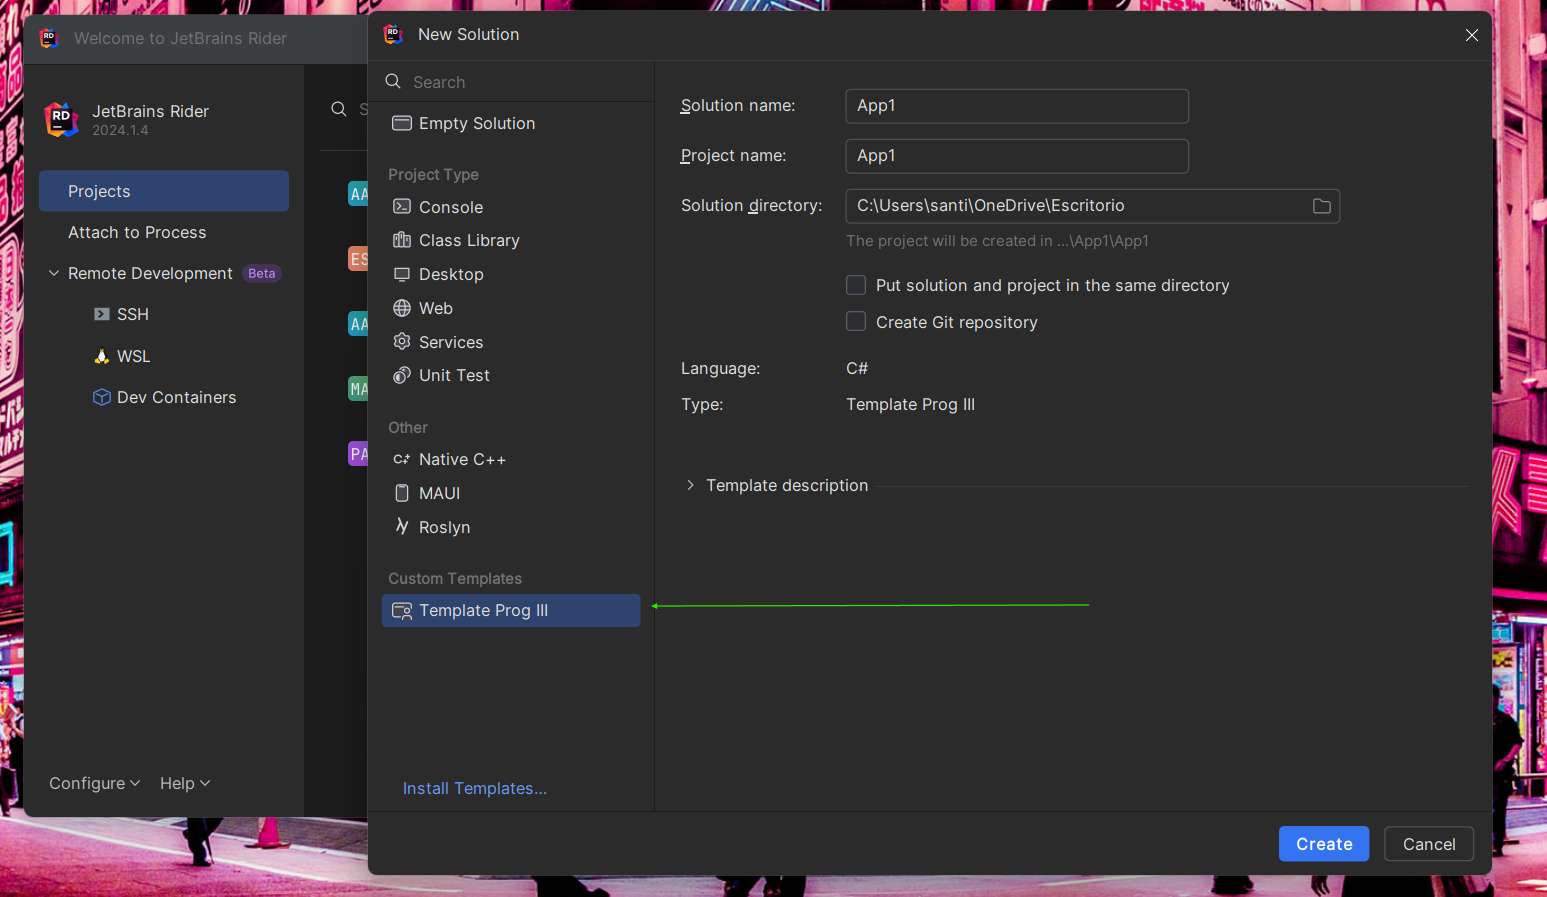 Welcome to JetBrains Rider
JetBrains Rider
2024.1.4
Projects
Attach to Process
Remote Development Beta
SSH
WSL
Dev Containers
Configure Help
S
AA
ES
AA
MA
PA
New Solution
Search
Empty Solution
Project Type
Console
Class Library
Desktop
Web
Services
Unit Test
Other
Native C++
MAUI
Roslyn
Custom Templates
Template Prog III
Install Templates...
Solution name: App1
Project name: App1
Solution directory: C:\Users\santi\OneDrive\Escritorio
The project will be created in ...\App1\App1
Put solution and project in the same directory
Create Git repository
Language: C#
Type: Template Prog III
Template description
Create Cancel